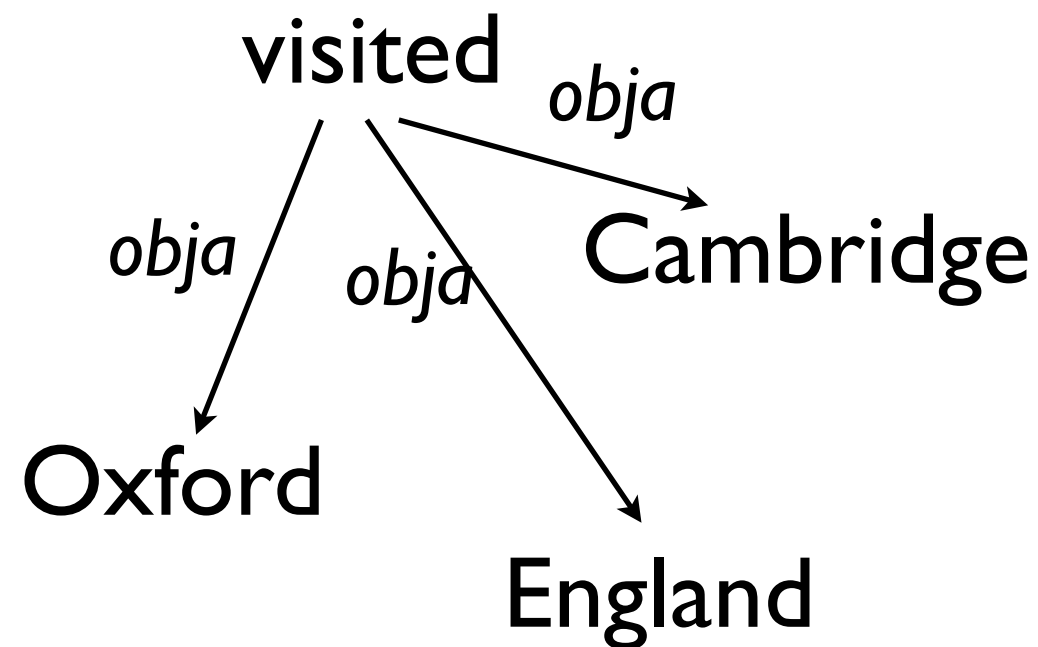 visited
obja
Cambridge
obja
obja
Oxford
England